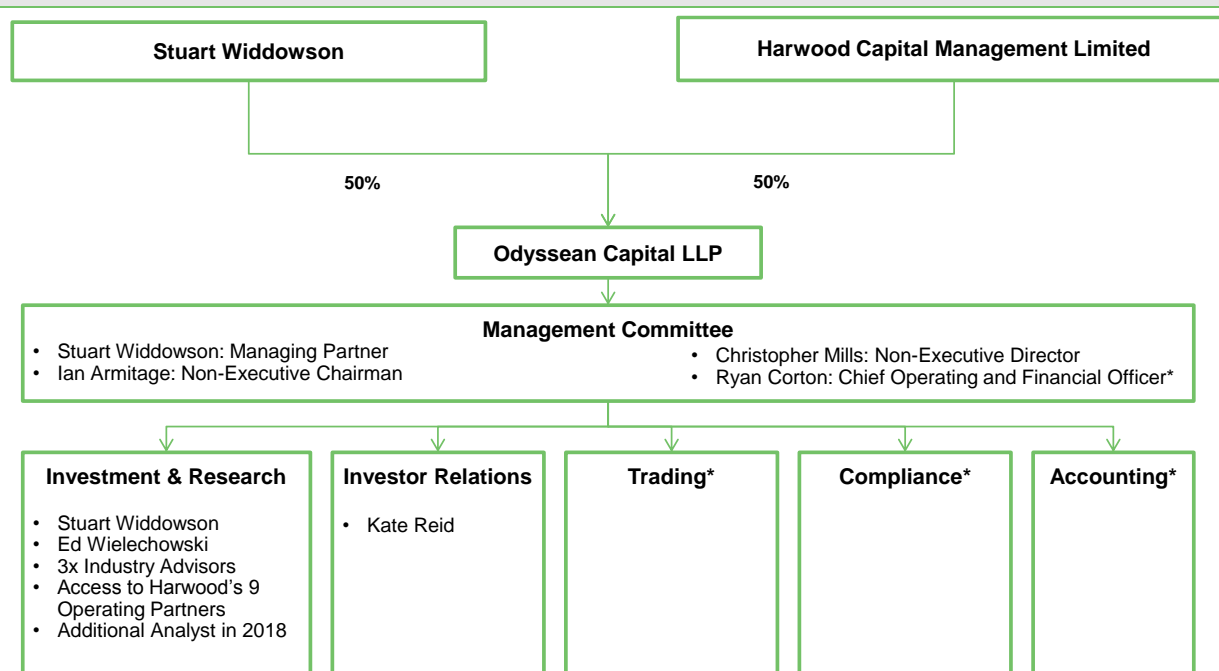 Stuart Widdowson
Harwood Capital Management Limited
50%
50%
Odyssean Capital LLP
Management Committee
• Stuart Widdowson: Managing Partner
• Ian Armitage: Non-Executive Chairman
• Christopher Mills: Non-Executive Director
• Ryan Corton: Chief Operating and Financial Officer*
Investment & Research
• Stuart Widdowson
• Ed Wielechowski
• 3x Industry Advisors
• Access to Harwood’s 9
Operating Partners
• Additional Analyst in 2018
Investor Relations
• Kate Reid
Trading*
Compliance*
Accounting*